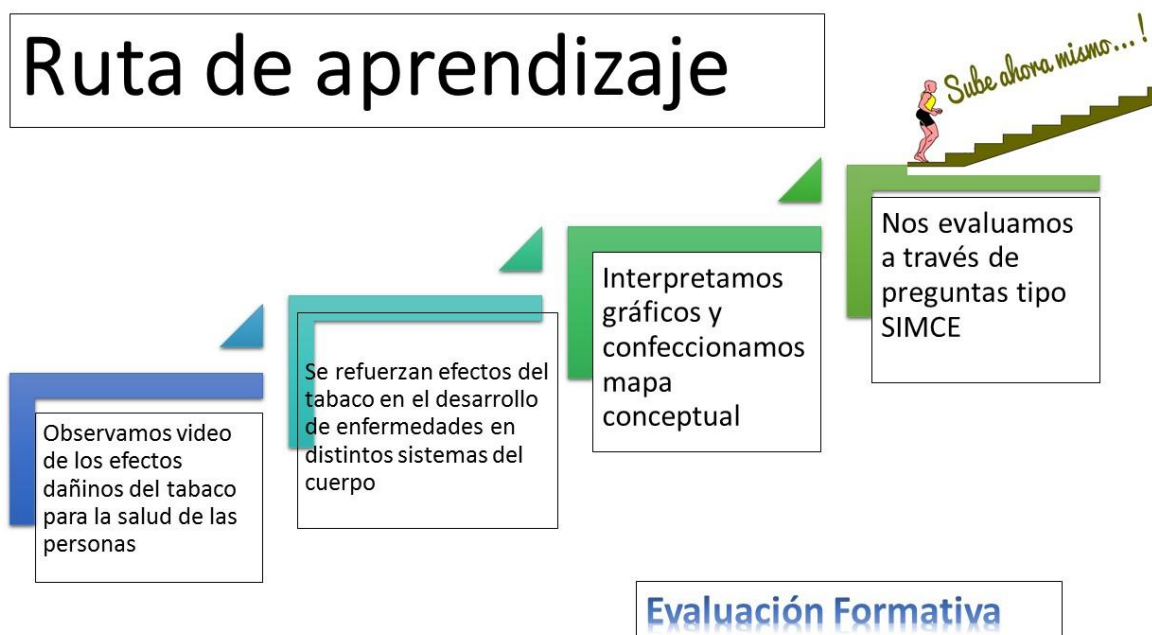 Ruta de aprendizaje
Sube ahora mismo...!
Observamos video
de los efectos
dañinos del tabaco
para la salud de las
personas
Se refuerzan efectos del
tabaco en el desarrollo
de enfermedades en
distintos sistemas del
cuerpo
Interpretamos
gráficos y
confeccionamos
mapa
conceptual
Nos evaluamos
a través de
preguntas tipo
SIMCE
Evaluación Formativa